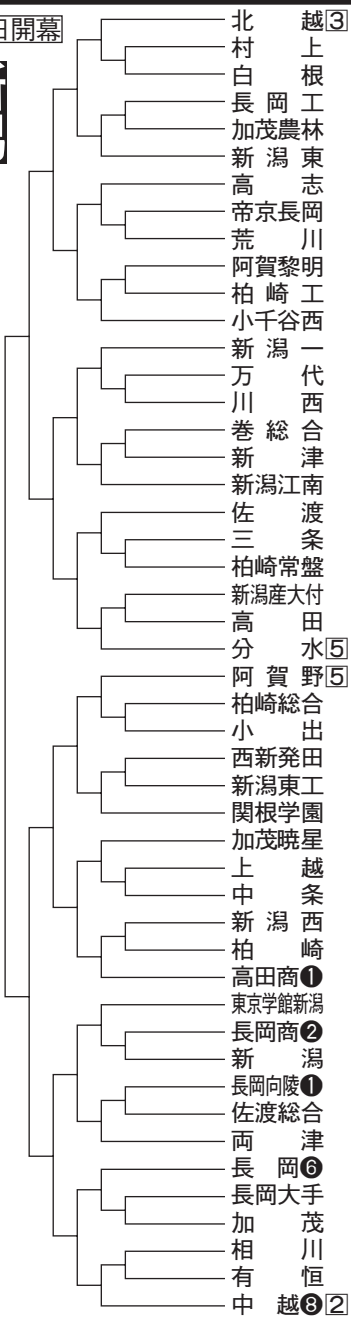 日開幕
北越3
村上
白根
長岡工
加茂農林
新潟東
高志
帝京長岡
荒川
阿賀黎明
柏崎工
小千谷西
新潟一
万代
川西
巻総合
新津
新潟江南
佐渡
三条
柏崎常盤
新潟産大付
高田
分水5
阿賀野5
柏崎総合
小出
西新発田
新潟東工
関根学園
加茂暁星
上越
中条
新潟西
柏崎
高田商❶
東京学館新潟
長岡商❷
新潟
長岡向陵❶
佐渡総合
両津
長岡❻
長岡大手
加茂
相川
有恒
中越❽2